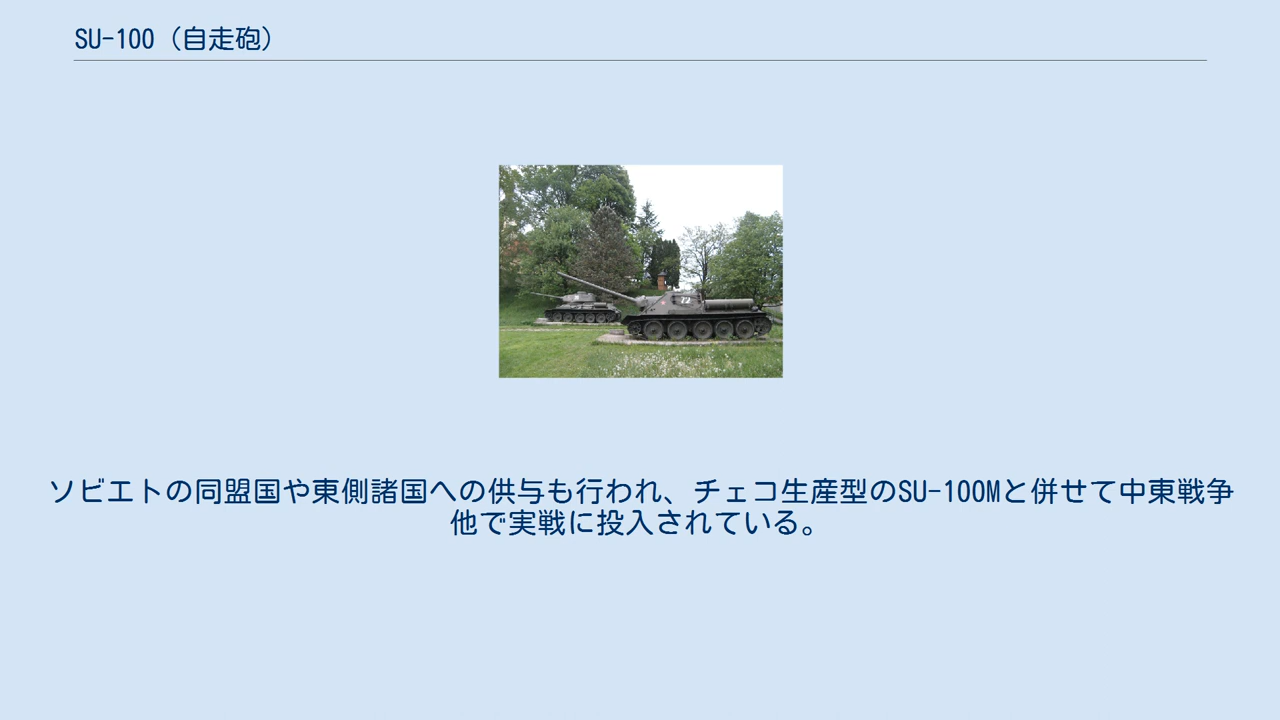 SU-100（自走砲）
ソビエトの同盟国や東側諸国への供与も行われ、チェコ生産型のSU-100Mと併せて中東戦争
他で実戦に投入されている。